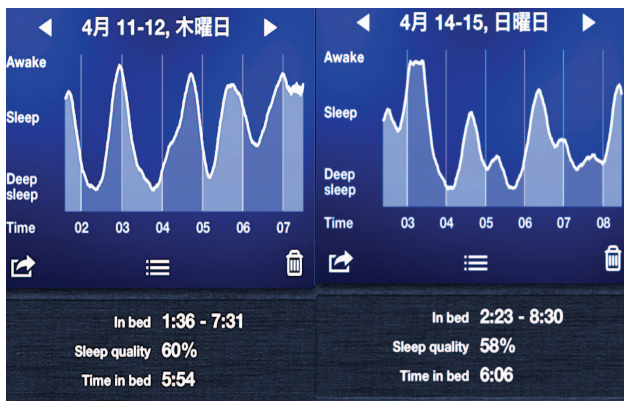 4月 11-12, 木曜日
Awake
Sleep
Deep
sleep
Time 02 03 04 05 06 07
In bed 1:36 - 7:31
Sleep quality 60%
Time in bed 5:54
4月 14-15, 日曜日
Awake
Sleep
Deep
sleep
Time 03 04 05 06 07 08
In bed 2:23 - 8:30
Sleep quality 58%
Time in bed 6:06